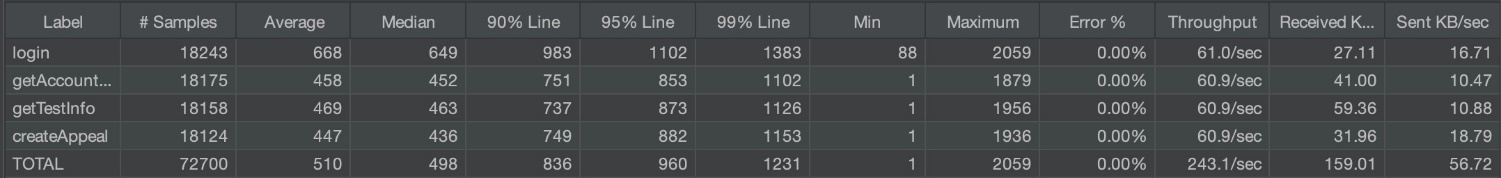 Label # Samples Average Median 90% Line 95% Line 99% Line Min Maximum Error % Throughput Received K... Sent KB/sec
login 18243 668 649 983 1102 1383 88 2059 0.00% 61.0/sec 27.11 16.71
getAccount... 18175 458 452 751 853 1102 1 1879 0.00% 60.9/sec 41.00 10.47
getTestInfo 18158 469 463 737 873 1126 1 1956 0.00% 60.9/sec 59.36 10.88
createAppeal 18124 447 436 749 882 1153 1 1936 0.00% 60.9/sec 31.96 18.79
TOTAL 72700 510 498 836 960 1231 1 2059 0.00% 243.1/sec 159.01 56.72